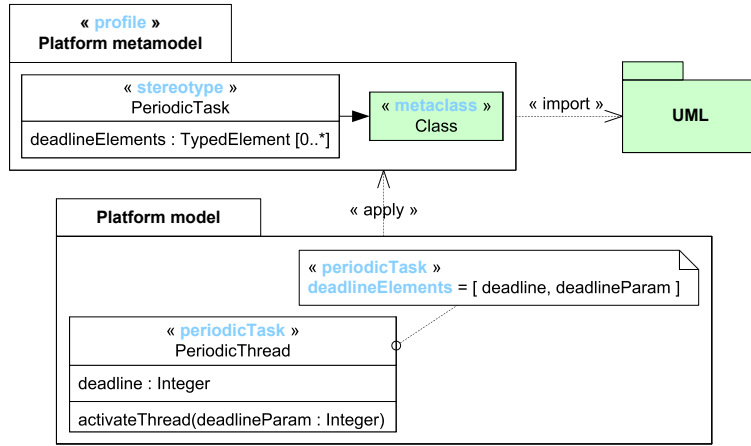 « profile »
Platform metamodel
« stereotype »
PeriodicTask
deadlineElements : TypedElement [0..*]
« metaclass »
Class
« import »
UML
« apply »
Platform model
« periodicTask »
deadlineElements = [ deadline, deadlineParam ]
« periodicTask »
PeriodicThread
deadline : Integer
activateThread(deadlineParam : Integer)